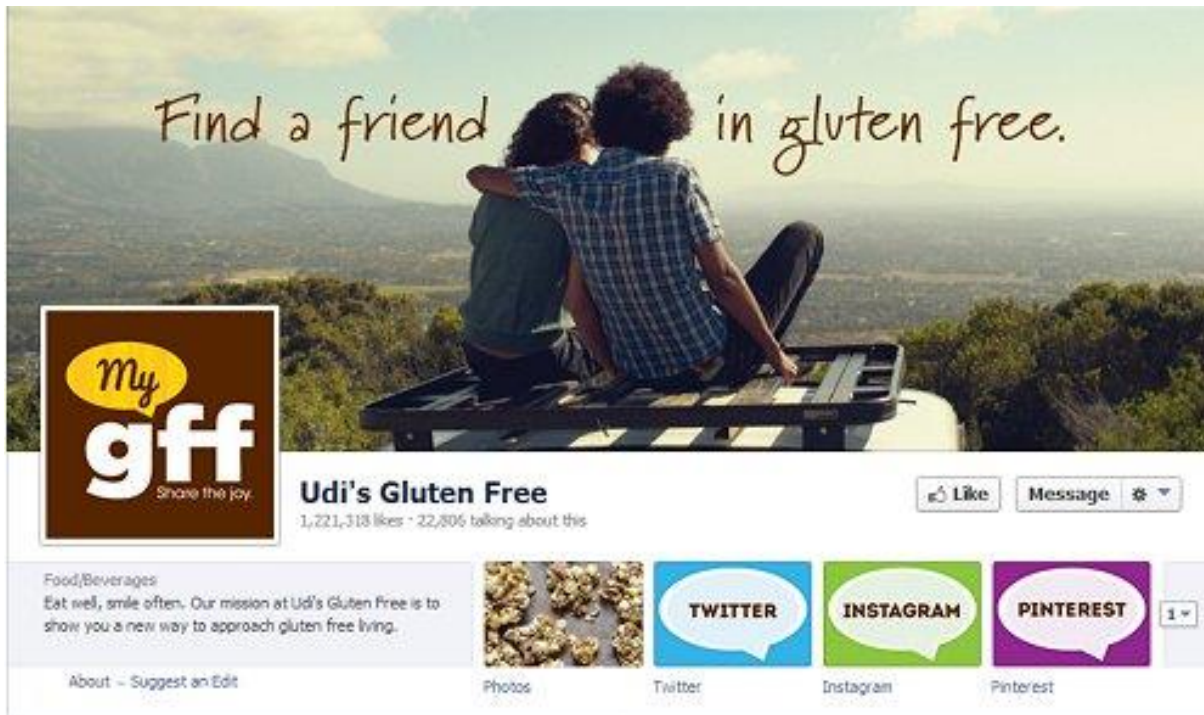 Find a friend in gluten free.
My
gff
Share the joy.
Udi's Gluten Free
1,221,318 likes · 22,806 talking about this
Like
Message
Food/Beverages
Eat well, smile often. Our mission at Udi's Gluten Free is to
show you a new way to approach gluten free living.
About – Suggest an Edit
TWITTER
INSTAGRAM
PINTEREST
1
Photos
Twitter
Instagram
Pinterest